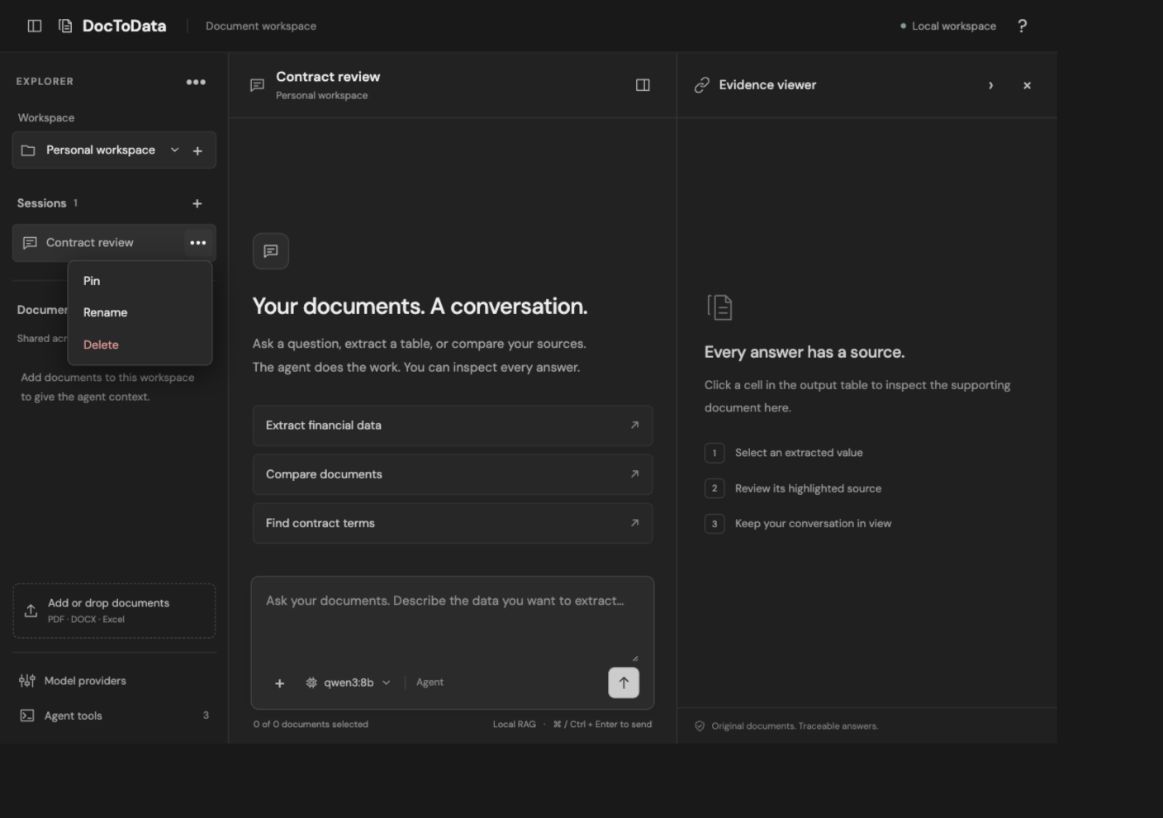 DocToData
Document workspace
Local workspace
?
EXPLORER
Workspace
Personal workspace
Sessions 1
Contract review
Pin
Rename
Delete
Shared
Add documents to this workspace
to give the agent context.
Add or drop documents
PDF · DOCX · Excel
Model providers
Agent tools 3
Contract review
Personal workspace
Your documents. A conversation.
Ask a question, extract a table, or compare your sources.
The agent does the work. You can inspect every answer.
Extract financial data
Compare documents
Find contract terms
Ask your documents. Describe the data you want to extract...
qwen3:8b
Agent
0 of 0 documents selected
Local RAG · ⌘ / Ctrl + Enter to send
Evidence viewer
Every answer has a source.
Click a cell in the output table to inspect the supporting
document here.
1 Select an extracted value
2 Review its highlighted source
3 Keep your conversation in view
Original documents. Traceable answers.